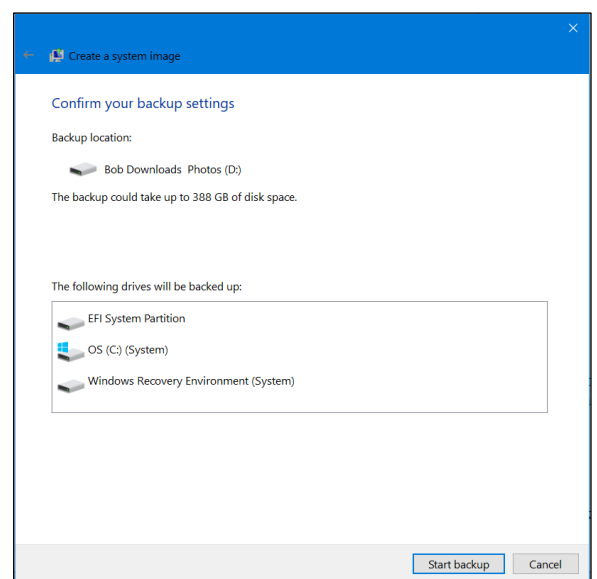 Create a system image
Confirm your backup settings
Backup location:
Bob Downloads Photos (D:)
The backup could take up to 388 GB of disk space.
The following drives will be backed up:
EFI System Partition
OS (C:) (System)
Windows Recovery Environment (System)
Start backup Cancel